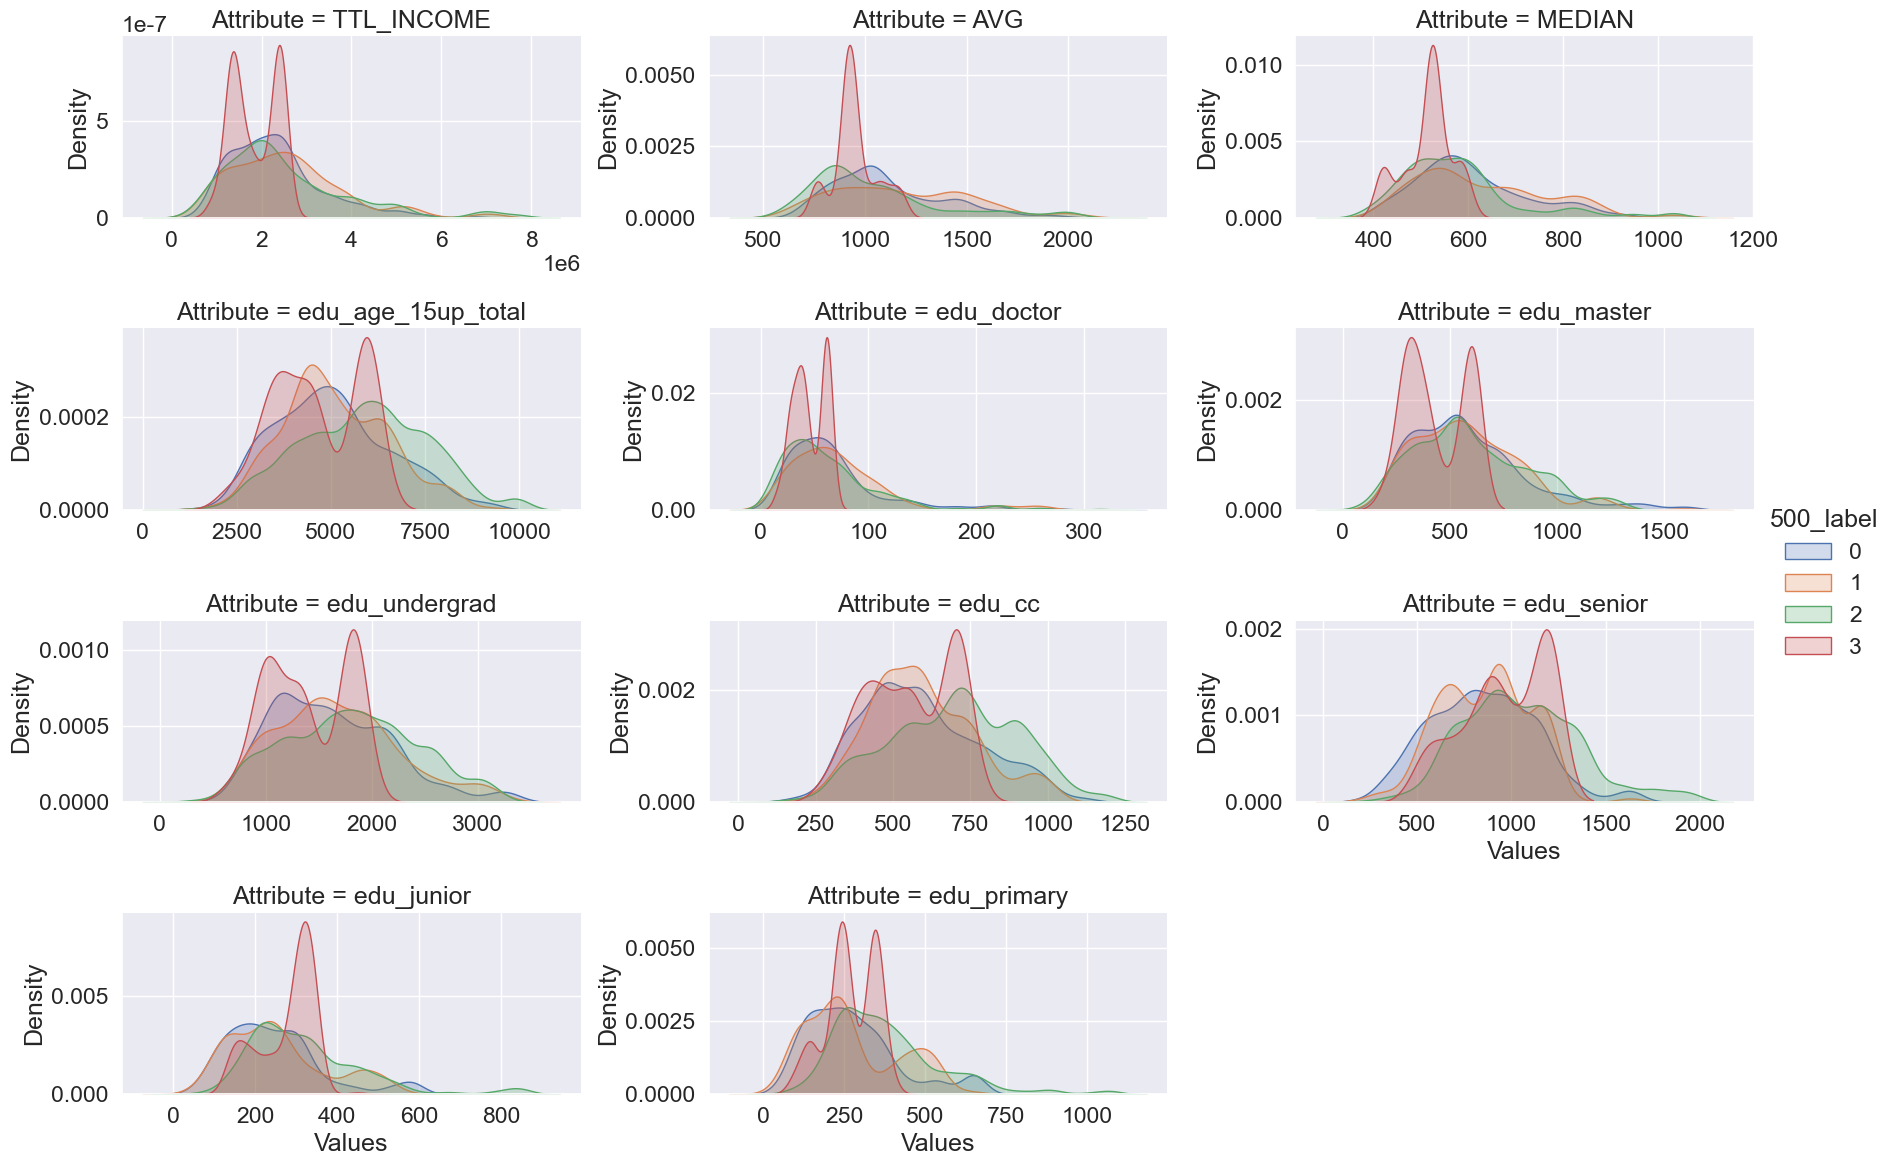 Attribute = TTL_INCOME
1e-7
Density
5
0
0 2 4 6 8
1e6
Attribute = AVG
Density
0.0050
0.0025
0.0000
500 1000 1500 2000
Attribute = MEDIAN
Density
0.010
0.005
0.000
400 600 800 1000 1200
Attribute = edu_age_15up_total
Density
0.0002
0.0000
0 2500 5000 7500 10000
Attribute = edu_doctor
Density
0.02
0.00
0 100 200 300
Attribute = edu_master
Density
0.002
0.000
0 500 1000 1500
500_label
0
1
2
3
Attribute = edu_undergrad
Density
0.0010
0.0005
0.0000
0 1000 2000 3000
Attribute = edu_cc
Density
0.002
0.000
0 250 500 750 1000 1250
Attribute = edu_senior
Density
0.002
0.001
0.000
0 500 1000 1500 2000
Values
Attribute = edu_junior
Density
0.005
0.000
0 200 400 600 800
Values
Attribute = edu_primary
Density
0.0050
0.0025
0.0000
0 250 500 750 1000
Values